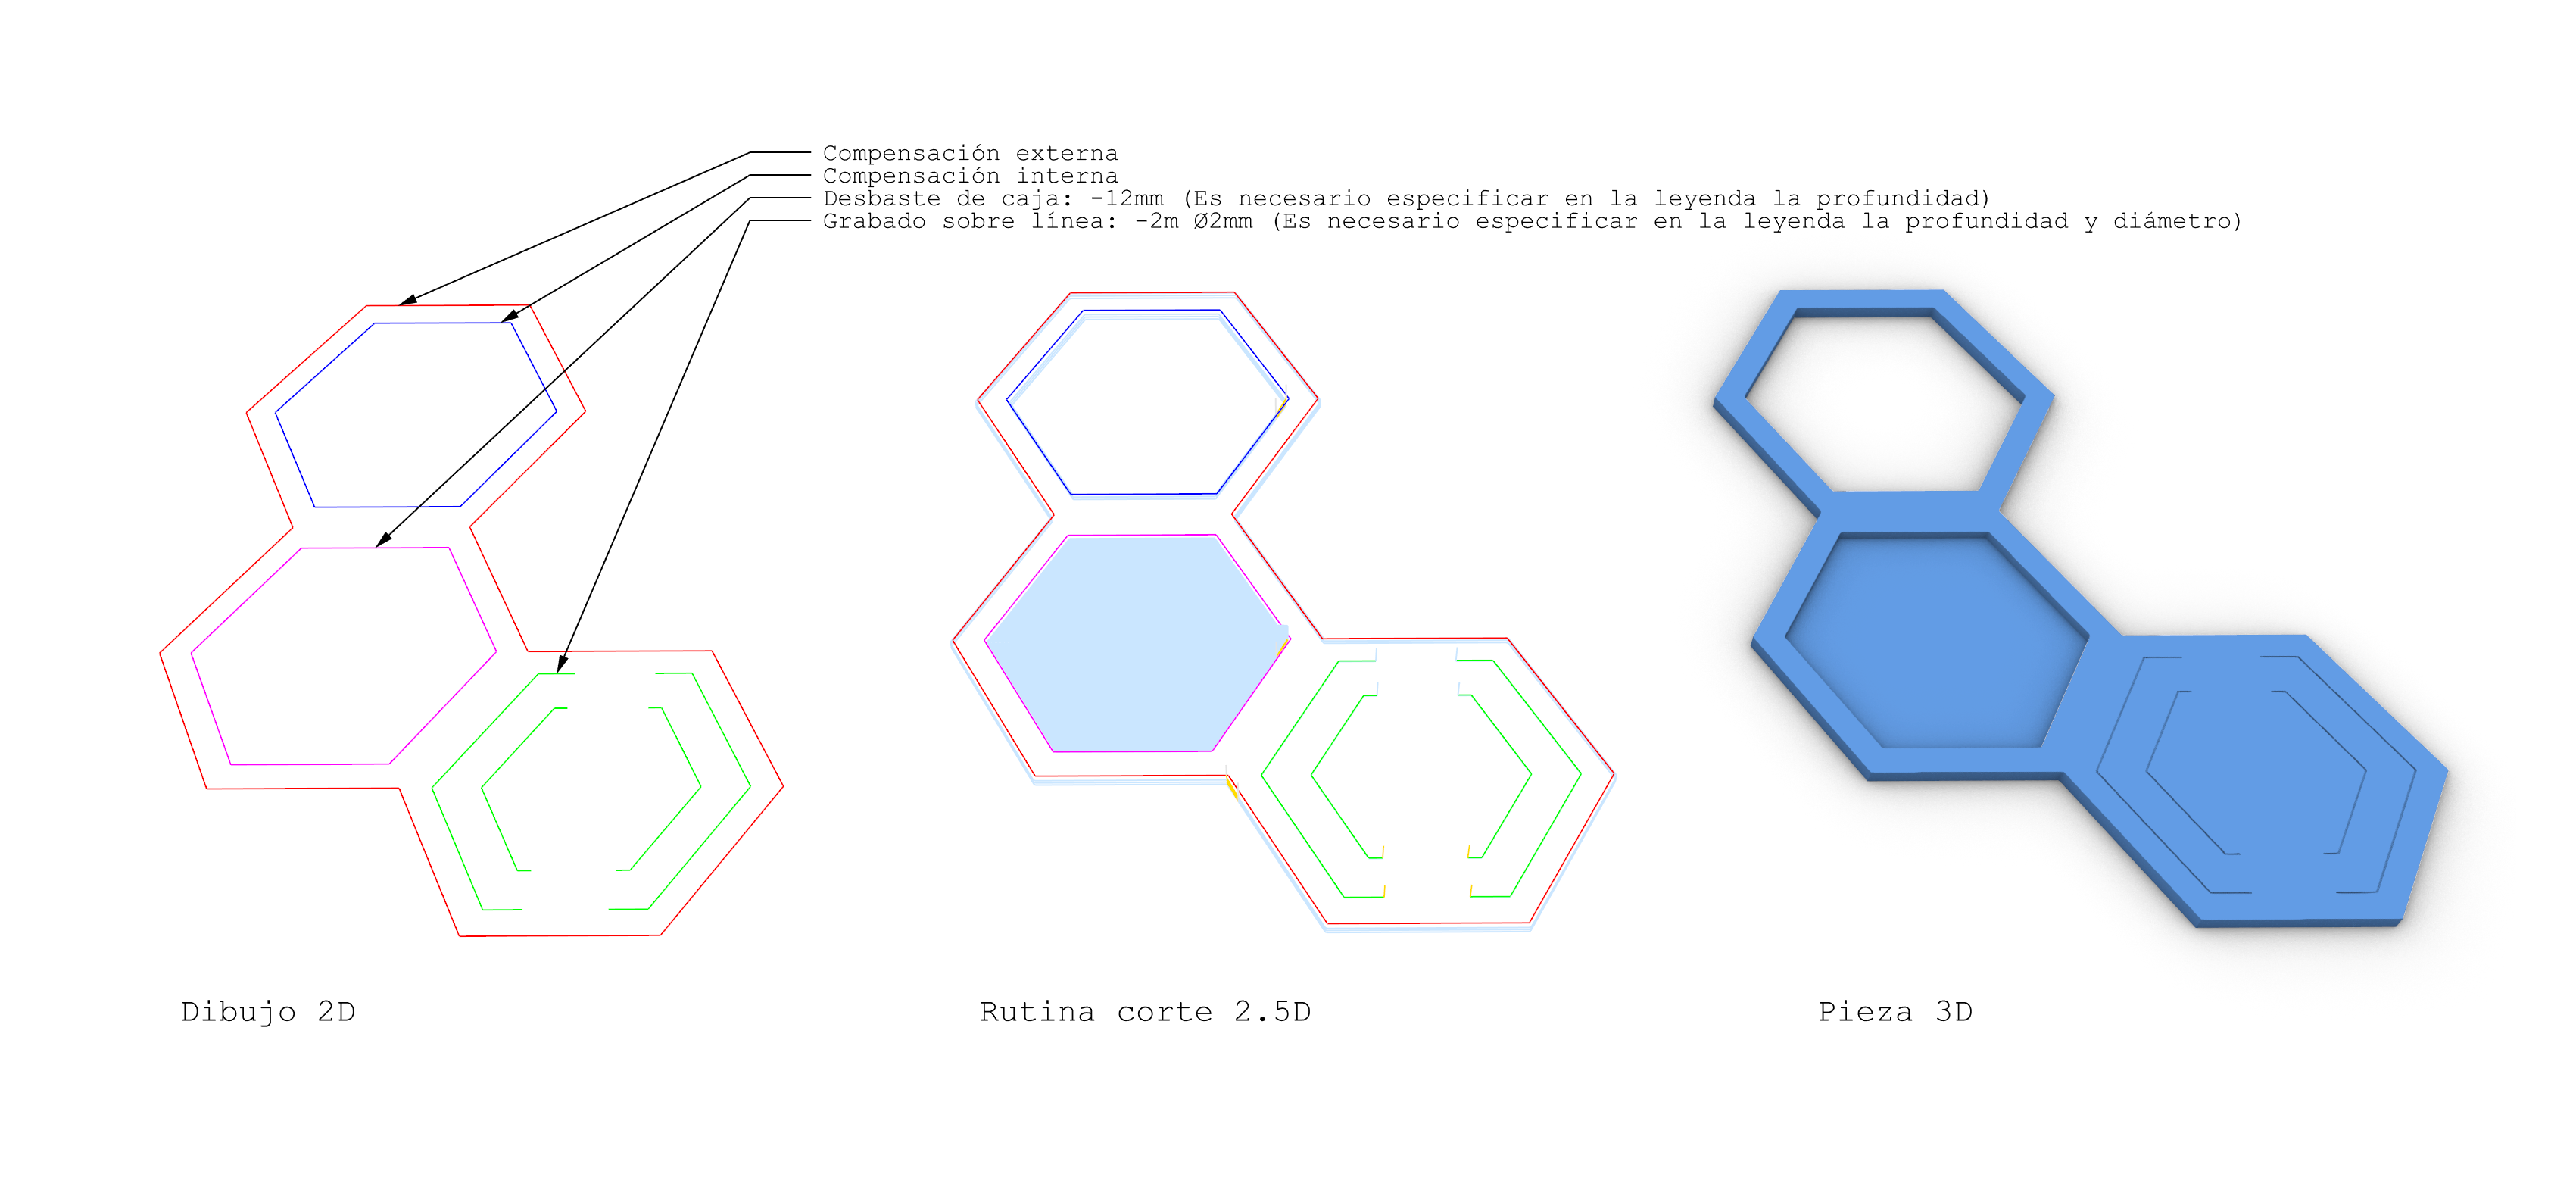 Compensación externa
Compensación interna
Desbaste de caja: -12mm (Es necesario especificar en la leyenda la profundidad)
Grabado sobre línea: -2m Ø2mm (Es necesario especificar en la leyenda la profundidad y diámetro)
Dibujo 2D
Rutina corte 2.5D
Pieza 3D